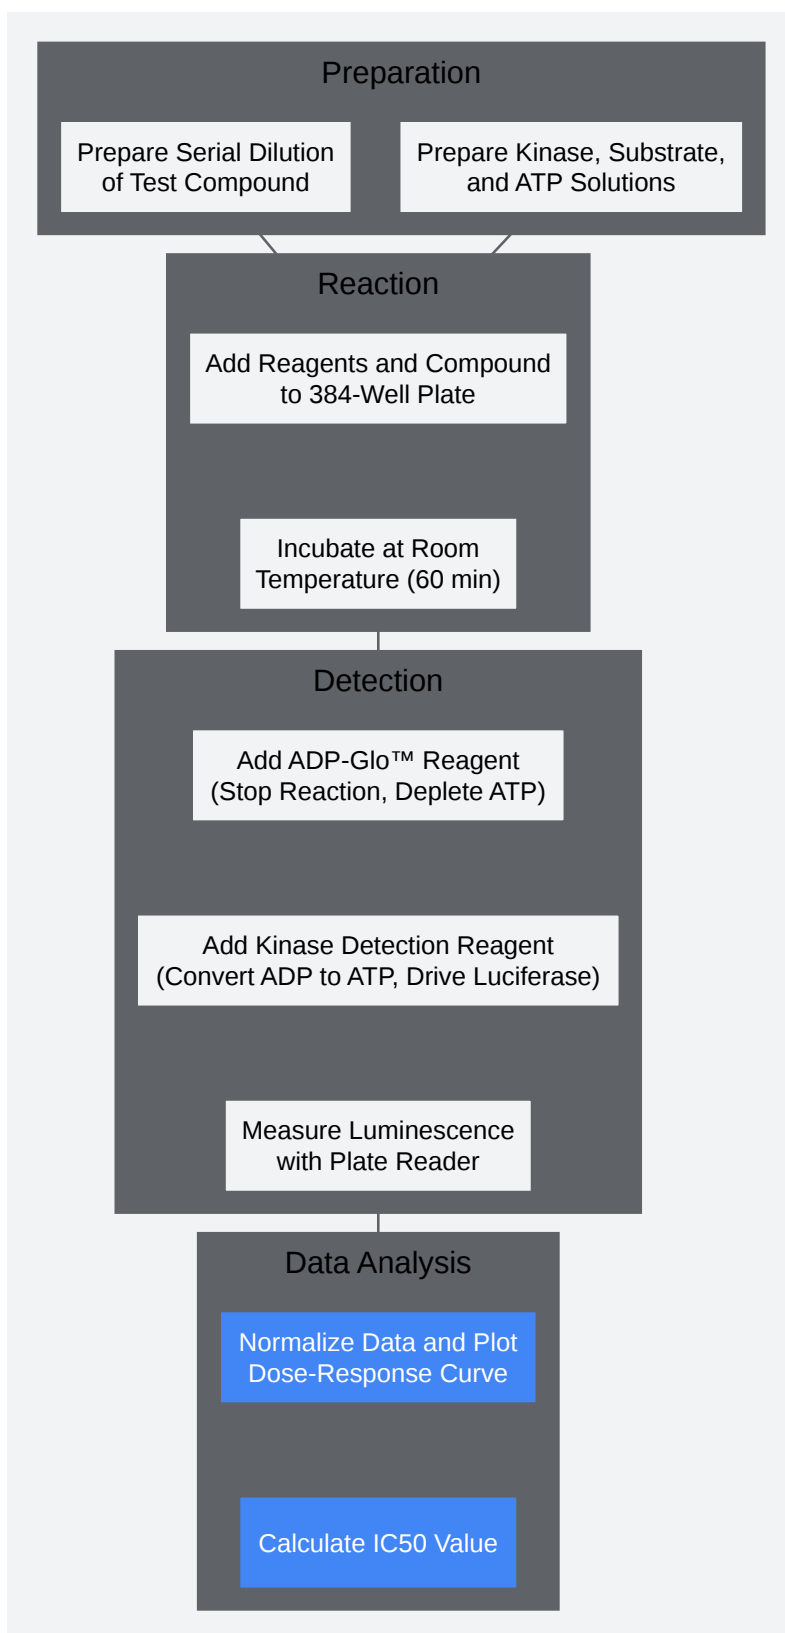 Preparation
Prepare Serial Dilution
of Test Compound
Prepare Kinase, Substrate,
and ATP Solutions
Reaction
Add Reagents and Compound
to 384-Well Plate
Incubate at Room
Temperature (60 min)
Detection
Add ADP-Glo™ Reagent
(Stop Reaction, Deplete ATP)
Add Kinase Detection Reagent
(Convert ADP to ATP, Drive Luciferase)
Measure Luminescence
with Plate Reader
Data Analysis
Normalize Data and Plot
Dose-Response Curve
Calculate IC50 Value